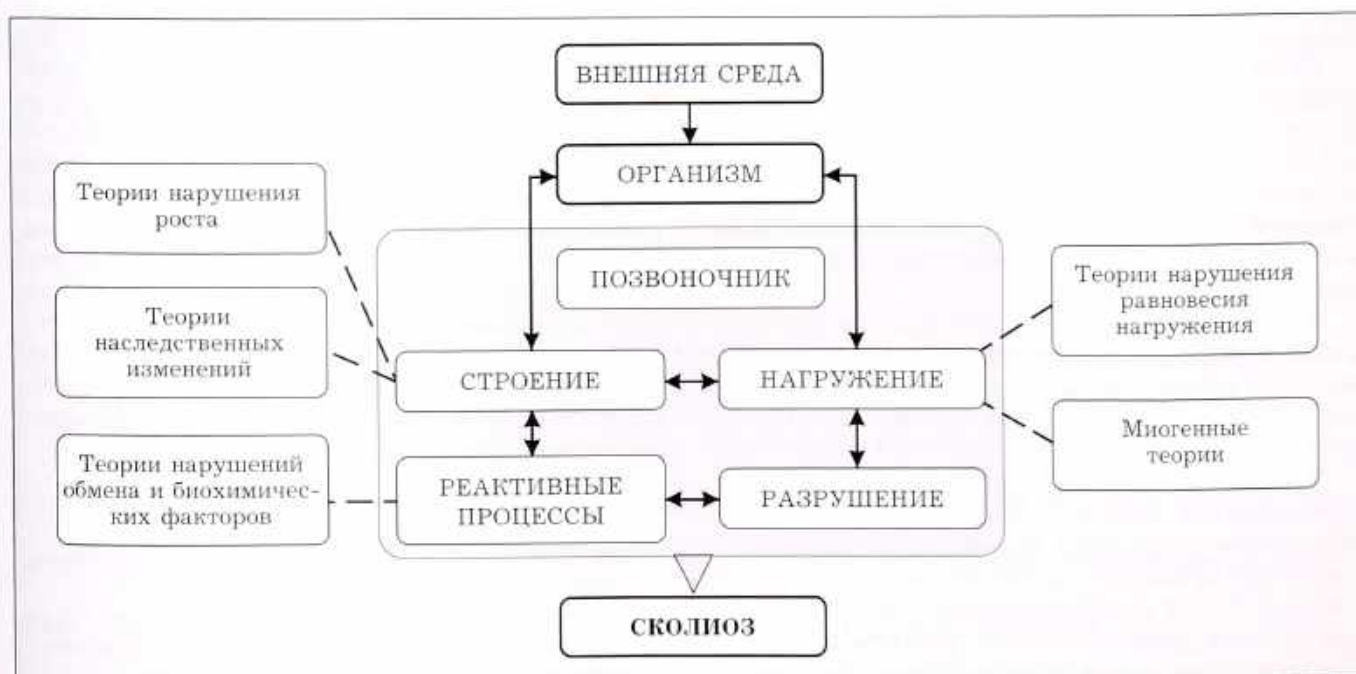 ВНЕШНЯЯ СРЕДА
ОРГАНИЗМ
Теории нарушения
роста
ПОЗВОНОЧНИК
Теории нарушения
равновесия
нагружения
Теории
наследственных
изменений
СТРОЕНИЕ
НАГРУЖЕНИЕ
Миогенные
теории
Теории нарушений
обмена и биохимичес-
ких факторов
РЕАКТИВНЫЕ
ПРОЦЕССЫ
РАЗРУШЕНИЕ
СКОЛИОЗ